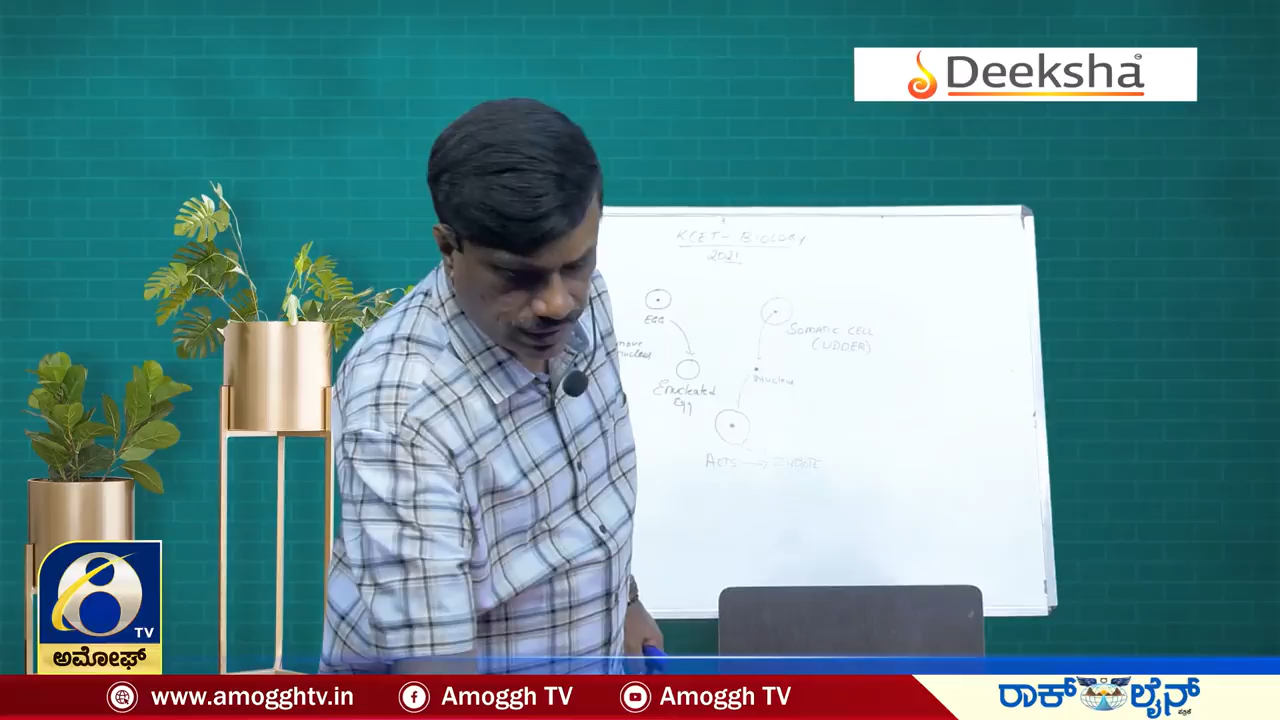 Deeksha
KCET - BIOLOGY
2021
EGG
SOMATIC CELL
(UDDER)
move
nucleus
Enucleated
Egg
ACTS
TV
ಅಮೋಘ್
www.amogghtv.in
Amoggh TV
Amoggh TV
ರಾಕ್ ಲೈನ್